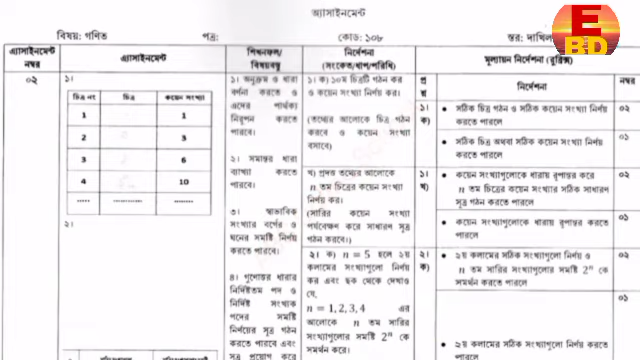 অ্যাসাইনমেন্ট
বিষয়: গণিত পত্র: কোড: ১০৮ স্তর: দাখিল
E
BD
এ্যাসাইনমেন্ট নম্বর
এ্যাসাইনমেন্ট
শিখনফল/ বিষয়বস্তু
নির্দেশনা
(সংকেত/ধাপ/পরিধি)
মূল্যায়ন নির্দেশনা (রুব্রিক্স)
নির্দেশনা
নম্বর
০২
১।
চিত্র নং চিত্র কয়েন সংখ্যা
1 1
2 3
3 6
4 10
..... ............ ........
২।
১। অনুক্রম ও ধারা
বর্ণনা করতে ও
এদের পার্থক্য
নিরূপন করতে
পারবে।
২। সমান্তর ধারা
ব্যাখ্যা করতে
পারবে।
৩। স্বাভাবিক
সংখ্যার বর্গের ও
ঘনের সমষ্টি নির্ণয়
করতে পারবে।
৪। গুণোত্তর ধারার
নির্দিষ্টতম পদ ও
নির্দিষ্ট সংখ্যক
পদের সমষ্টি
নির্ণয়ের সূত্র গঠন
করতে পারবে এবং
সূত্র প্রয়োগ করে
১। ক) ১০ম চিত্রটি গঠন কর
ও কয়েন সংখ্যা নির্ণয় কর।
(তথ্যের আলোকে চিত্র গঠন
করবে ও কয়েন সংখ্যা
বসাবে)
খ) প্রদত্ত তথ্যের আলোকে
n তম চিত্রের কয়েন সংখ্যা
নির্ণয় কর।
(সারির কয়েন সংখ্যা
পর্যবেক্ষণ করে সাধারণ সূত্র
গঠন করবে।)
২। ক) n = 5 হলে ২য়
কলামের সংখ্যাগুলো নির্ণয়
কর এবং ছক থেকে দেখাও
যে,
n = 1, 2, 3, 4 এর
আলোকে n তম সারির
সংখ্যাগুলোর সমষ্টি 2ⁿ কে
সমর্থন করে।
১।
ক)
• সঠিক চিত্র গঠন ও সঠিক কয়েন সংখ্যা নির্ণয়
করতে পারলে
০২
• সঠিক চিত্র অথবা সঠিক কয়েন সংখ্যা নির্ণয়
করতে পারলে
০১
১।
খ)
• কয়েন সংখ্যাগুলোকে ধারায় রূপান্তর করে
n তম চিত্রের কয়েন সংখ্যার সঠিক সাধারণ
সূত্র গঠন করতে পারলে
০২
• কয়েন সংখ্যাগুলোকে ধারায় রূপান্তর করতে
পারলে
০১
২।
ক)
• ২য় কলামের সঠিক সংখ্যাগুলো নির্ণয় ও
n তম সারির সংখ্যাগুলোর সমষ্টি 2ⁿ কে
সমর্থন করতে পারলে
০২
• ২য় কলামের সঠিক সংখ্যাগুলো নির্ণয় করতে
পারলে
০১